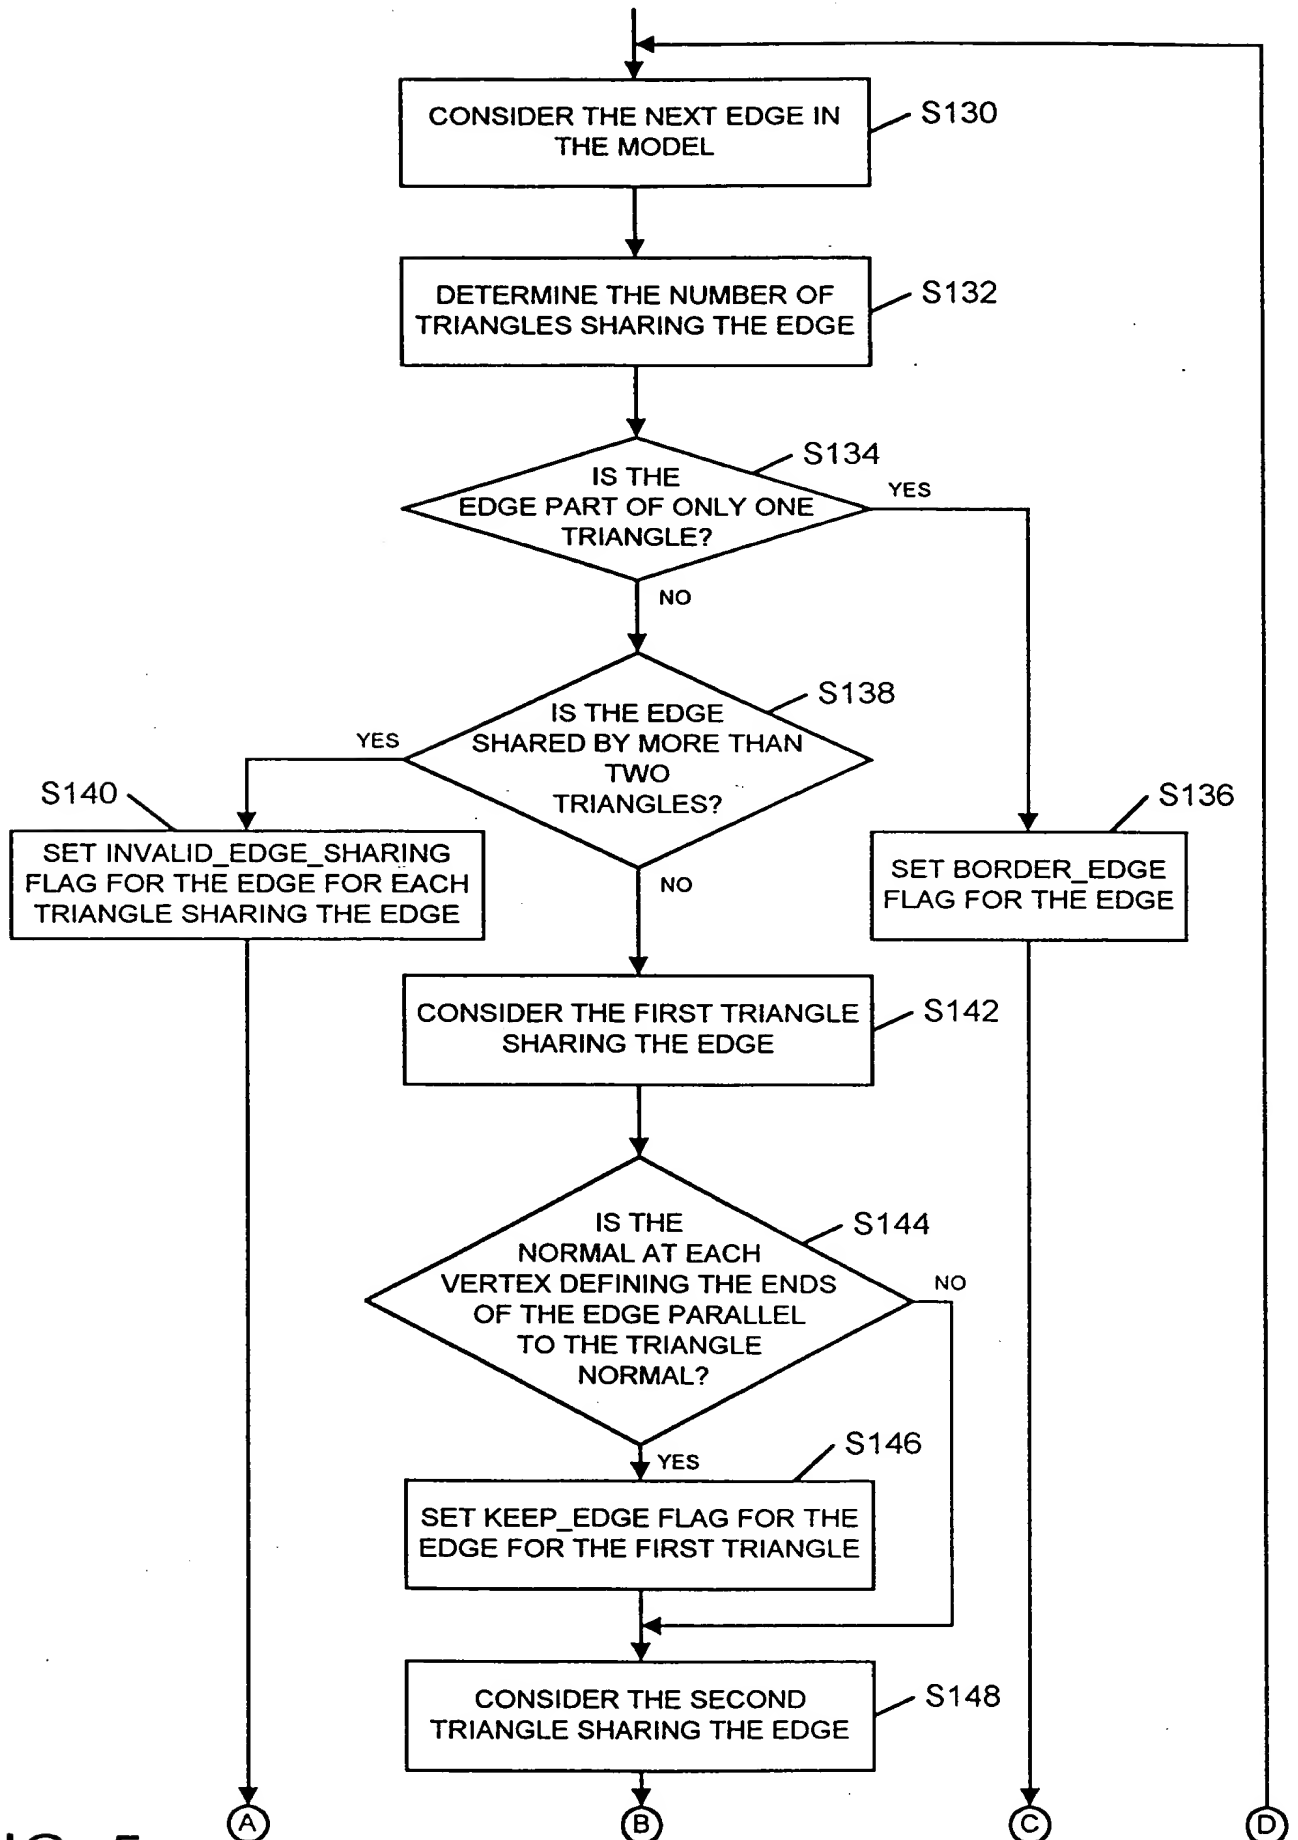 CONSIDER THE NEXT EDGE IN
THE MODEL
S130
DETERMINE THE NUMBER OF
TRIANGLES SHARING THE EDGE
S132
S134
IS THE
EDGE PART OF ONLY ONE
TRIANGLE?
YES
NO
S138
IS THE EDGE
SHARED BY MORE THAN
TWO
TRIANGLES?
YES
NO
S140
SET INVALID_EDGE_SHARING
FLAG FOR THE EDGE FOR EACH
TRIANGLE SHARING THE EDGE
S136
SET BORDER_EDGE
FLAG FOR THE EDGE
CONSIDER THE FIRST TRIANGLE
SHARING THE EDGE
S142
S144
IS THE
NORMAL AT EACH
VERTEX DEFINING THE ENDS
OF THE EDGE PARALLEL
TO THE TRIANGLE
NORMAL?
NO
YES
S146
SET KEEP_EDGE FLAG FOR THE
EDGE FOR THE FIRST TRIANGLE
CONSIDER THE SECOND
TRIANGLE SHARING THE EDGE
S148
A
B
C
D